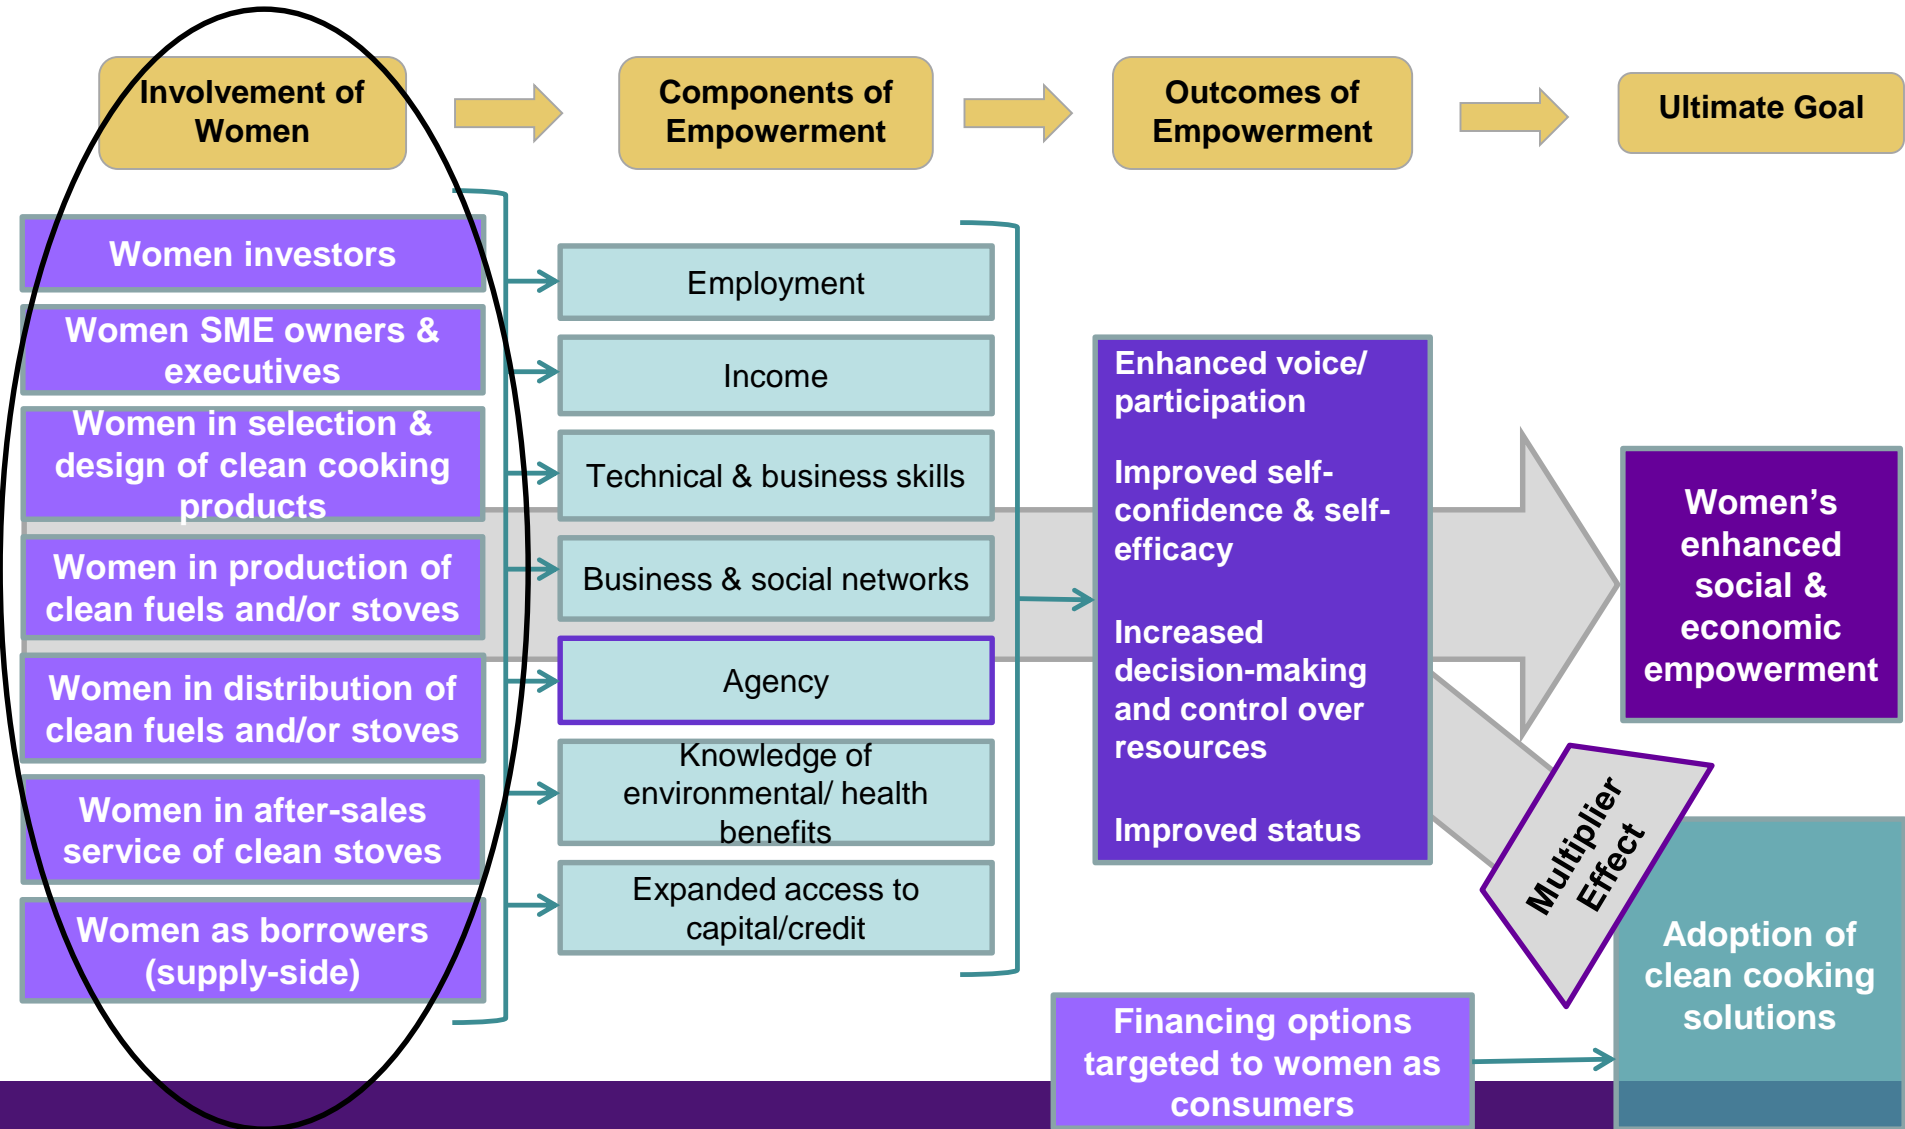 Involvement of
Women
Components of
Empowerment
Outcomes of
Empowerment
Ultimate Goal
Women investors
Women SME owners &
executives
Women in selection &
design of clean cooking
products
Women in production of
clean fuels and/or stoves
Women in distribution of
clean fuels and/or stoves
Women in after-sales
service of clean stoves
Women as borrowers
(supply-side)
Employment
Income
Technical & business skills
Business & social networks
Agency
Knowledge of
environmental/ health
benefits
Expanded access to
capital/credit
Enhanced voice/
participation
Improved self-
confidence & self-
efficacy
Increased
decision-making
and control over
resources
Improved status
Women’s
enhanced
social &
economic
empowerment
Multiplier
Effect
Adoption of
clean cooking
solutions
Financing options
targeted to women as
consumers